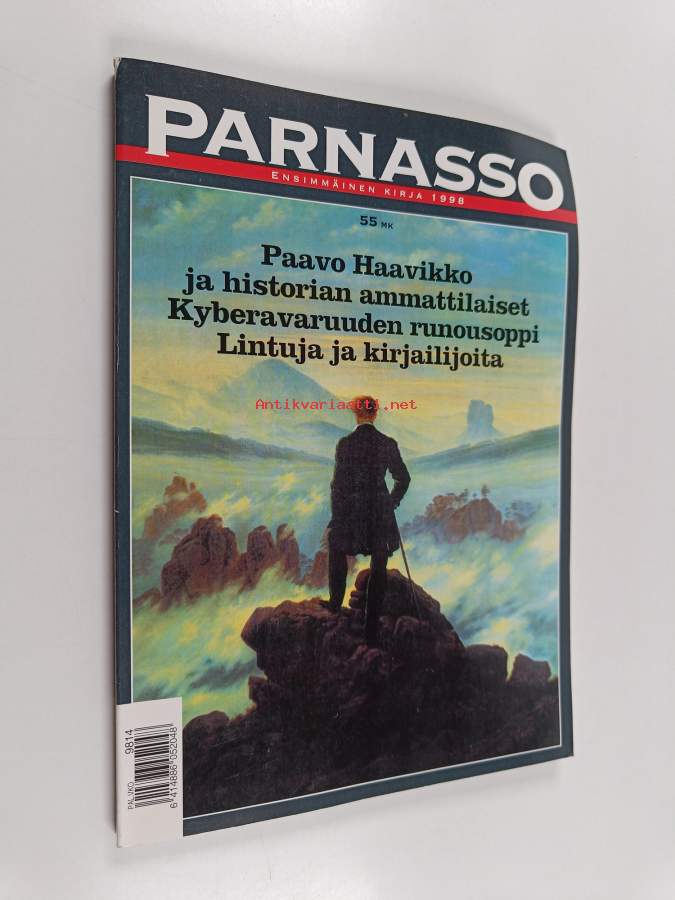 PARNASSO
ENSIMMÄINEN KIRJA 1998
55 MK
Paavo Haavikko
ja historian ammattilaiset
Kyberavaruuden runousoppi
Lintuja ja kirjailijoita
Antikvariaatti.net
PAL.VKO
9814
6 414886 052048